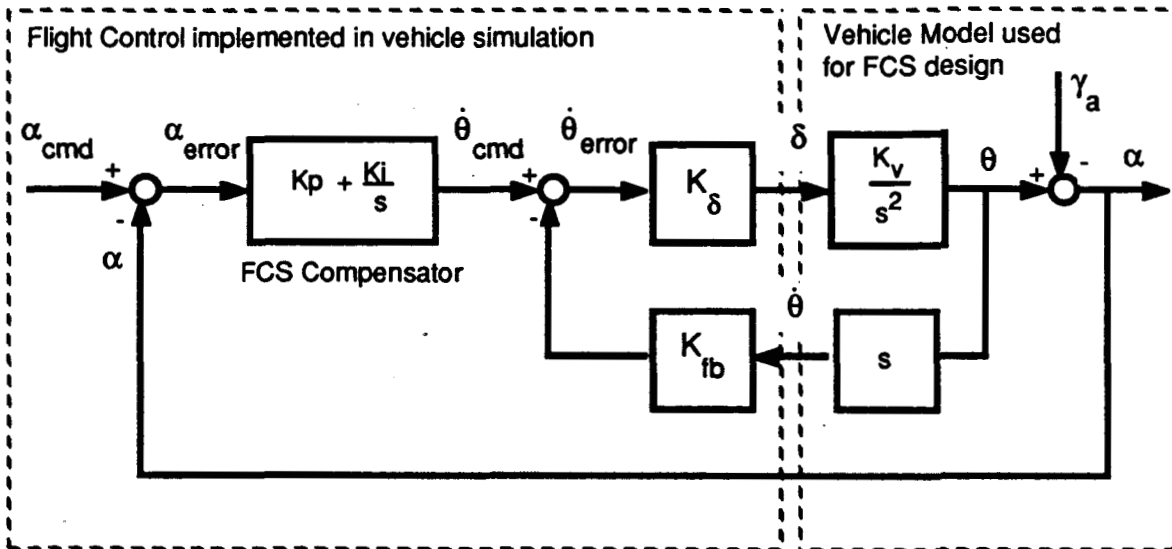 Flight Control implemented in vehicle simulation
Vehicle Model used
for FCS design
γa
αcmd
+
αerror
Kp + Ki/s
θ̇cmd
+
θ̇error
Kδ
δ
Kv/s²
θ
+
-
α
-
α
FCS Compensator
-
Kfb
θ̇
s